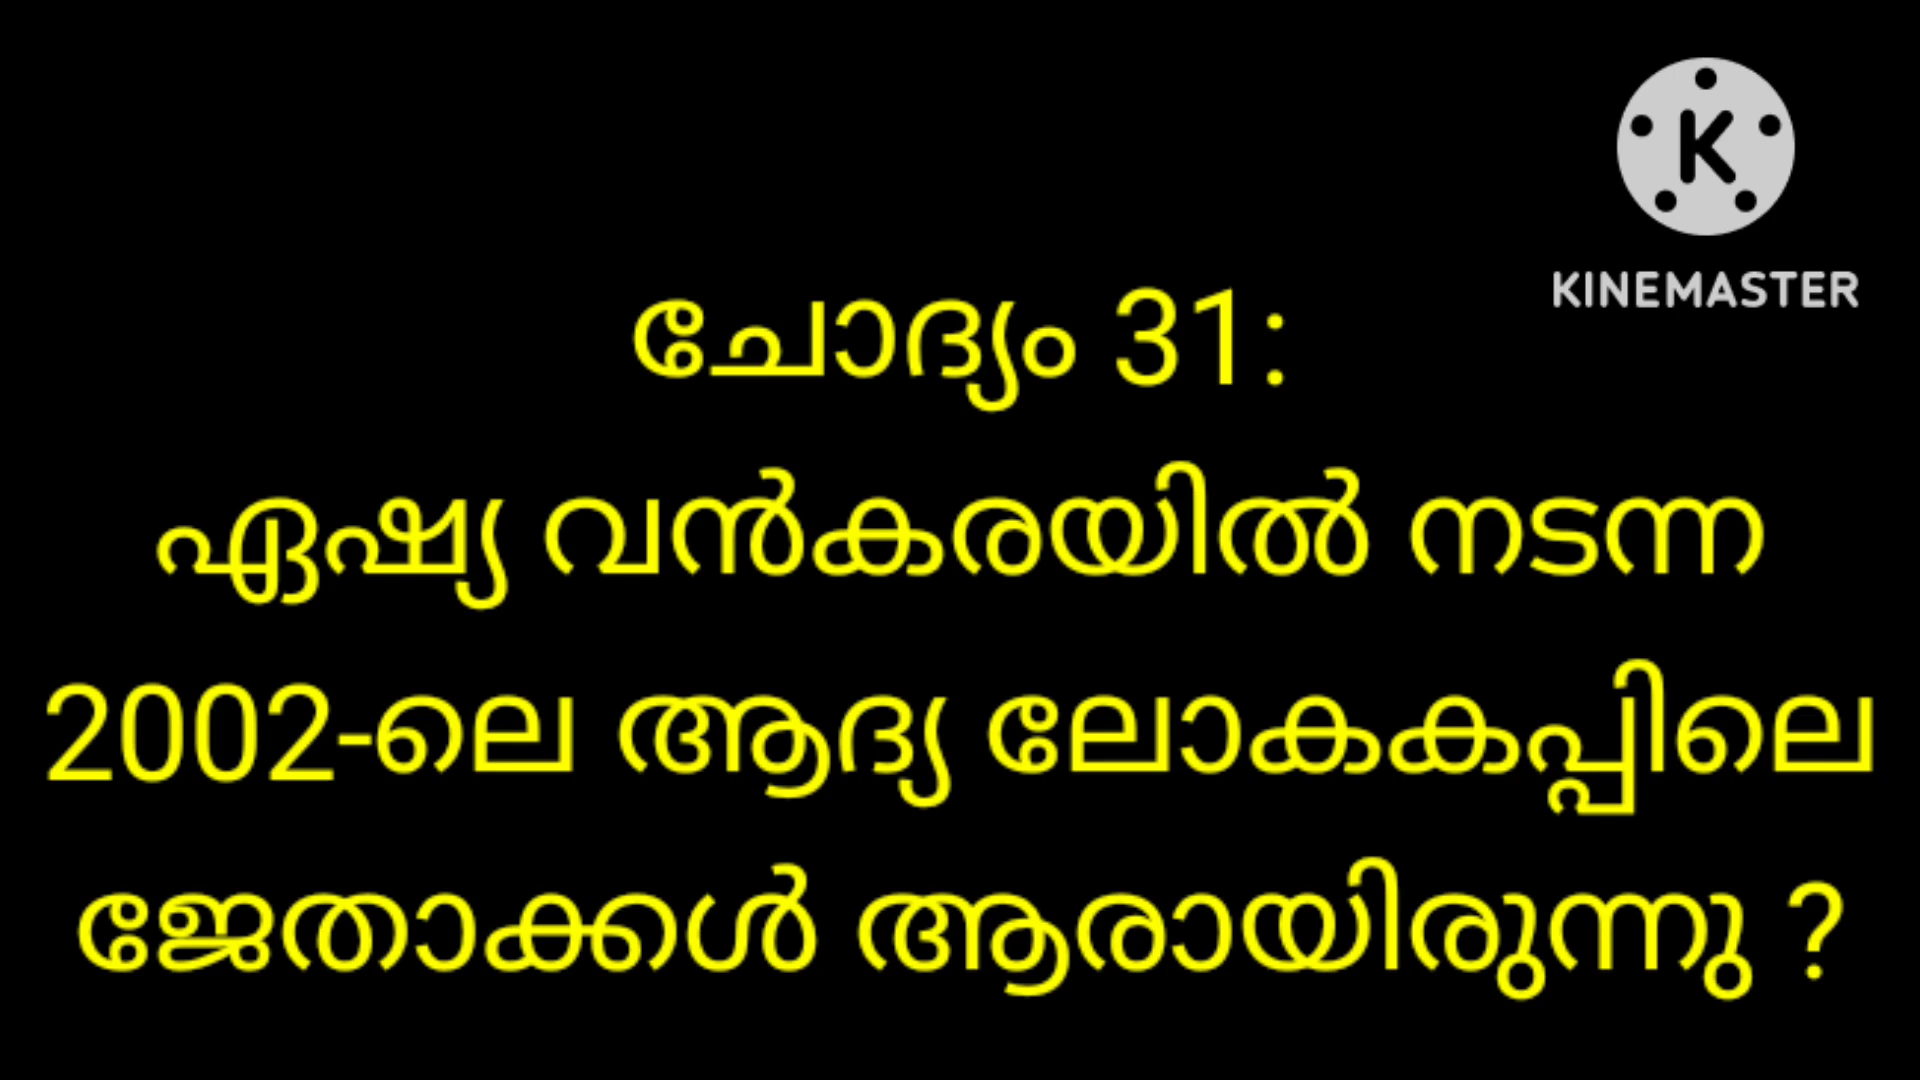 KINEMASTER
ചോദ്യം 31:
ഏഷ്യ വൻകരയിൽ നടന്ന
2002-ലെ ആദ്യ ലോകകപ്പിലെ
ജേതാക്കൾ ആരായിരുന്നു ?